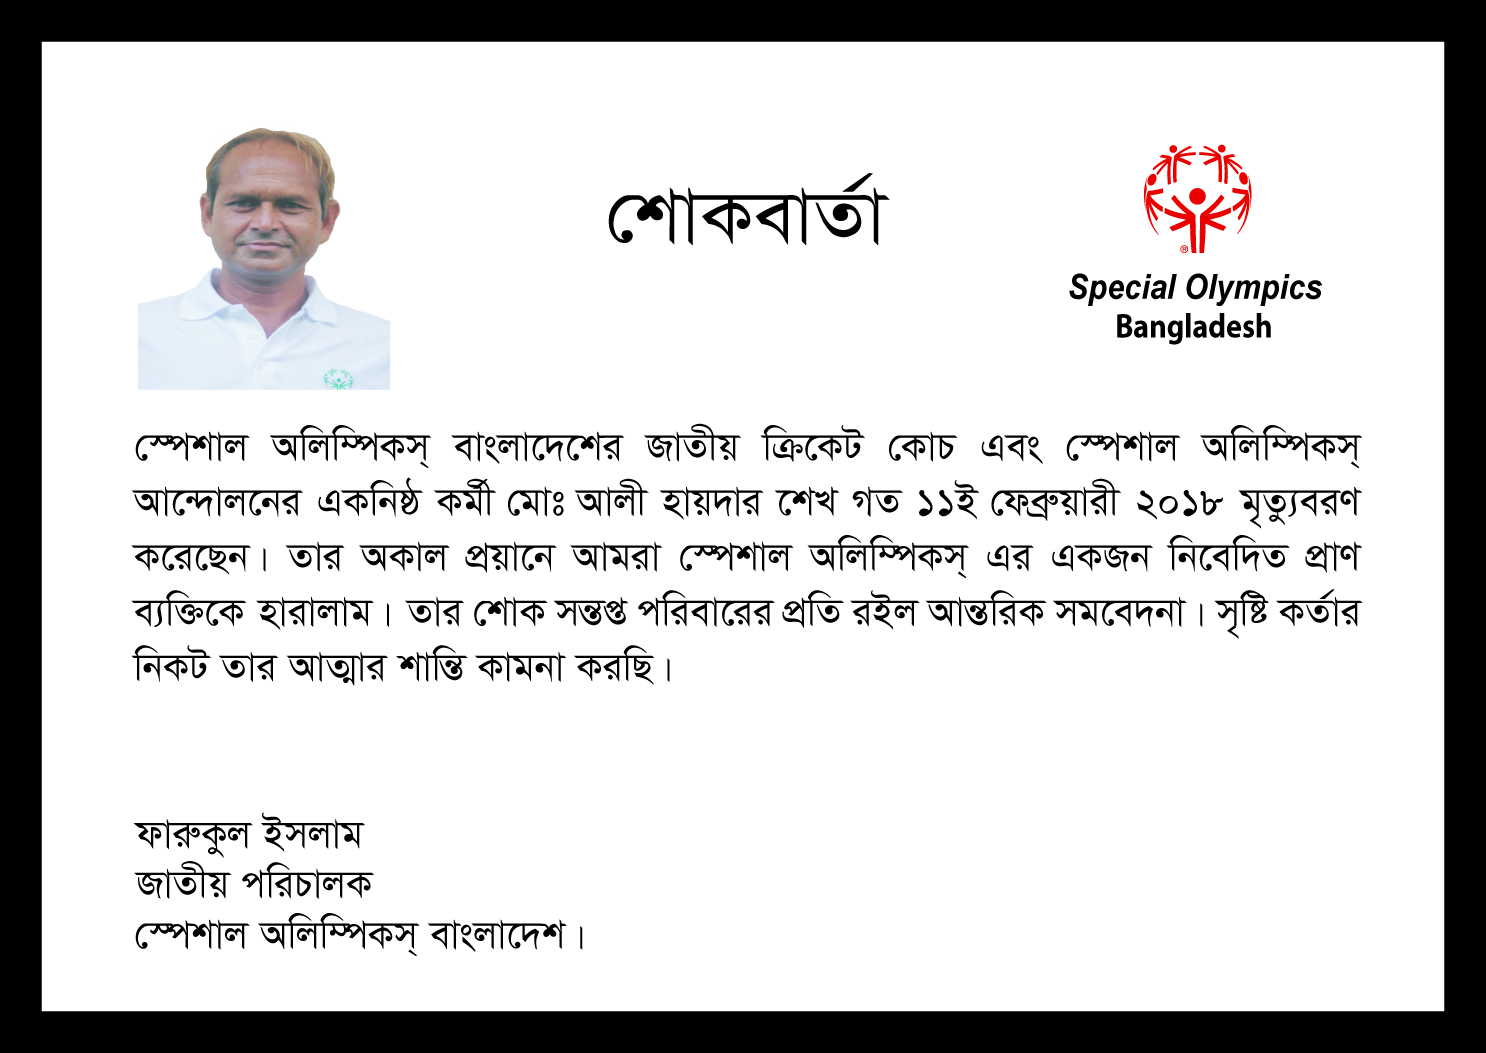 শোকবার্তা
Special Olympics
Bangladesh
স্পেশাল অলিম্পিকস্ বাংলাদেশের জাতীয় ক্রিকেট কোচ এবং স্পেশাল অলিম্পিকস্
আন্দোলনের একনিষ্ঠ কর্মী মোঃ আলী হায়দার শেখ গত ১১ই ফেব্রুয়ারী ২০১৮ মৃত্যুবরণ
করেছেন। তার অকাল প্রয়ানে আমরা স্পেশাল অলিম্পিকস্ এর একজন নিবেদিত প্রাণ
ব্যক্তিকে হারালাম। তার শোক সন্তপ্ত পরিবারের প্রতি রইল আন্তরিক সমবেদনা। সৃষ্টি কর্তার
নিকট তার আত্মার শান্তি কামনা করছি।
ফারুকুল ইসলাম
জাতীয় পরিচালক
স্পেশাল অলিম্পিকস্ বাংলাদেশ।